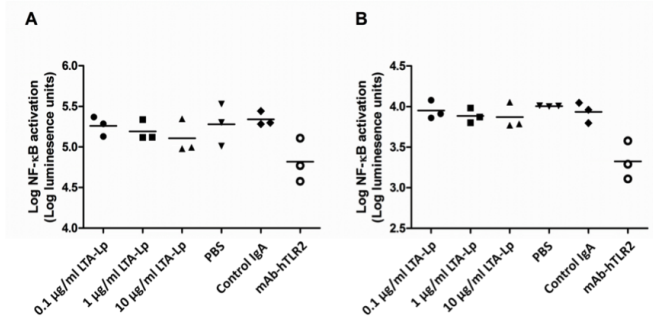 A
B
Log NF-κB activation
(Log luminesence units)
6.0
5.5
5.0
4.5
4.0
0.1 µg/ml LTA-Lp
1 µg/ml LTA-Lp
10 µg/ml LTA-Lp
PBS
Control IgA
mAb-hTLR2
Log NF-κB activation
(Log luminesence units)
4.5
4.0
3.5
3.0
2.5
0.1 µg/ml LTA-Lp
1 µg/ml LTA-Lp
10 µg/ml LTA-Lp
PBS
Control IgA
mAb-hTLR2